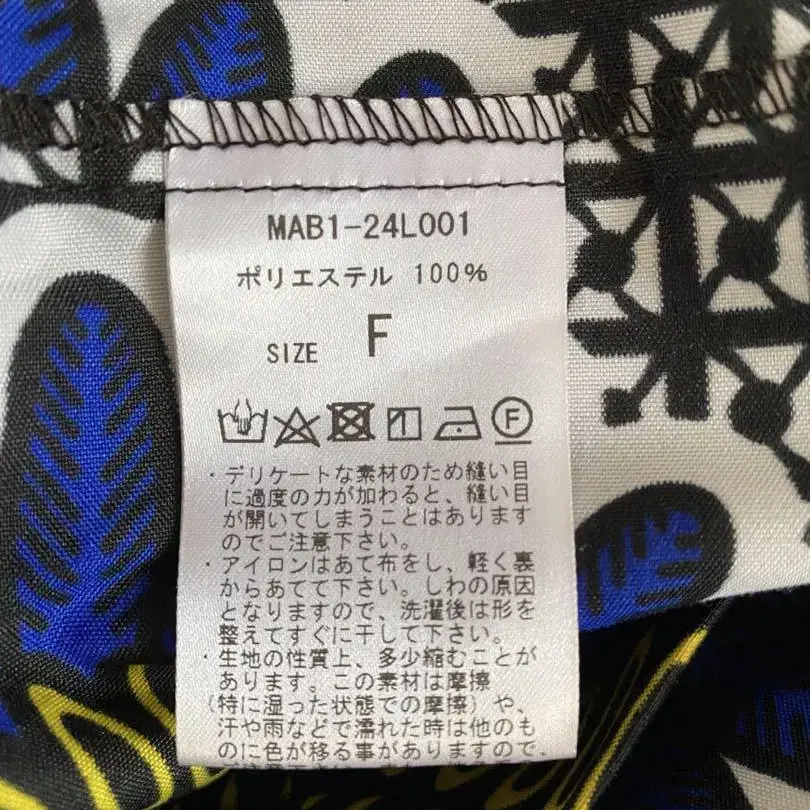 MAB1-24L001
ポリエステル 100%
SIZE F
F
・デリケートな素材のため縫い目
に過度の力が加わると、縫い目
が開いてしまうことはあります
のでご注意下さい。
・アイロンはあて布をし、軽く裏
からあてて下さい。しわの原因
となりますので、洗濯後は形を
整えてすぐに干して下さい。
・生地の性質上、多少縮むことが
あります。この素材は摩擦
(特に湿った状態での摩擦)や、
汗や雨などで濡れた時は他のも
のに色が移る事がありますので、